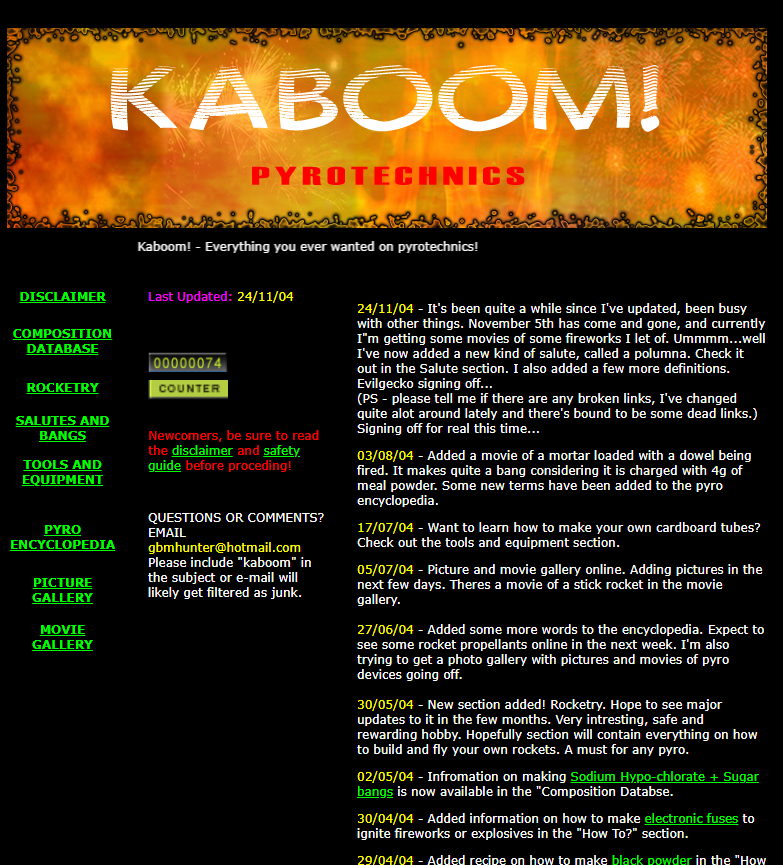 KABOOM!
PYROTECHNICS
Kaboom! - Everything you ever wanted on pyrotechnics!
DISCLAIMER
COMPOSITION
DATABASE
ROCKETRY
SALUTES AND
BANGS
TOOLS AND
EQUIPMENT
PYRO
ENCYCLOPEDIA
PICTURE
GALLERY
MOVIE
GALLERY
Last Updated: 24/11/04
00000074
COUNTER
Newcomers, be sure to read
the disclaimer and safety
guide before proceding!
QUESTIONS OR COMMENTS?
EMAIL
gbmhunter@hotmail.com
Please include "kaboom" in
the subject or e-mail will
likely get filtered as junk.
24/11/04 - It's been quite a while since I've updated, been busy
with other things. November 5th has come and gone, and currently
I"m getting some movies of some fireworks I let of. Ummmm...well
I've now added a new kind of salute, called a polumna. Check it
out in the Salute section. I also added a few more definitions.
Evilgecko signing off...
(PS - please tell me if there are any broken links, I've changed
quite alot around lately and there's bound to be some dead links.)
Signing off for real this time...
03/08/04 - Added a movie of a mortar loaded with a dowel being
fired. It makes quite a bang considering it is charged with 4g of
meal powder. Some new terms have been added to the pyro
encyclopedia.
17/07/04 - Want to learn how to make your own cardboard tubes?
Check out the tools and equipment section.
05/07/04 - Picture and movie gallery online. Adding pictures in the
next few days. Theres a movie of a stick rocket in the movie
gallery.
27/06/04 - Added some more words to the encyclopedia. Expect to
see some rocket propellants online in the next week. I'm also
trying to get a photo gallery with pictures and movies of pyro
devices going off.
30/05/04 - New section added! Rocketry. Hope to see major
updates to it in the few months. Very intresting, safe and
rewarding hobby. Hopefully section will contain everything on how
to build and fly your own rockets. A must for any pyro.
02/05/04 - Infromation on making Sodium Hypo-chlorate + Sugar
bangs is now available in the "Composition Databse.
30/04/04 - Added information on how to make electronic fuses to
ignite fireworks or explosives in the "How To?" section.
29/04/04 - Added recipe on how to make black powder in the "How